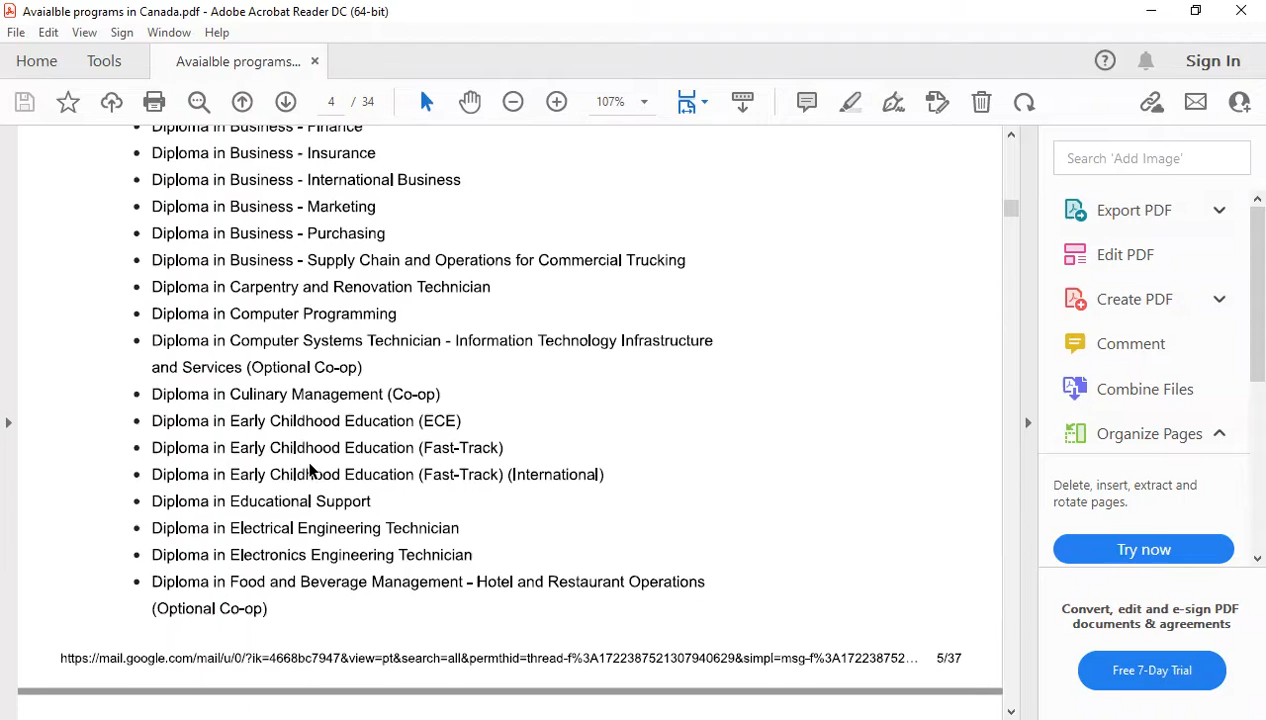 Avaialble programs in Canada.pdf - Adobe Acrobat Reader DC (64-bit)
File Edit View Sign Window Help
Home Tools Avaialble programs... × Sign In
4 / 34 107%
Diploma in Business - Finance
• Diploma in Business - Insurance
• Diploma in Business - International Business
• Diploma in Business - Marketing
• Diploma in Business - Purchasing
• Diploma in Business - Supply Chain and Operations for Commercial Trucking
• Diploma in Carpentry and Renovation Technician
• Diploma in Computer Programming
• Diploma in Computer Systems Technician - Information Technology Infrastructure
and Services (Optional Co-op)
• Diploma in Culinary Management (Co-op)
• Diploma in Early Childhood Education (ECE)
• Diploma in Early Childhood Education (Fast-Track)
• Diploma in Early Childhood Education (Fast-Track) (International)
• Diploma in Educational Support
• Diploma in Electrical Engineering Technician
• Diploma in Electronics Engineering Technician
• Diploma in Food and Beverage Management - Hotel and Restaurant Operations
(Optional Co-op)
https://mail.google.com/mail/u/0/?ik=4668bc7947&view=pt&search=all&permthid=thread-f%3A1722387521307940629&simpl=msg-f%3A172238752... 5/37
Search 'Add Image'
Export PDF
Edit PDF
Create PDF
Comment
Combine Files
Organize Pages
Delete, insert, extract and
rotate pages.
Try now
Convert, edit and e-sign PDF
documents & agreements
Free 7-Day Trial